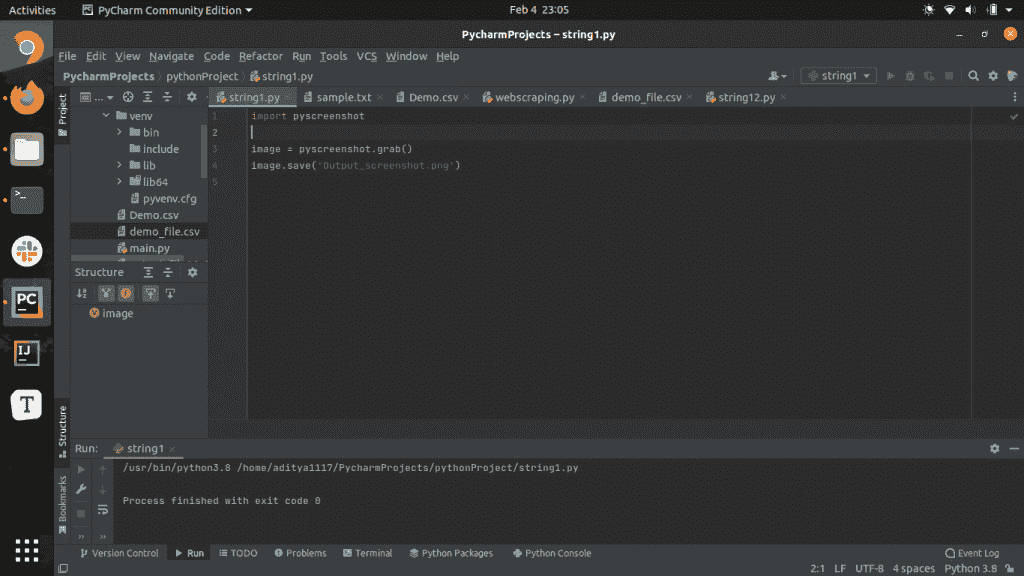 Activities PyCharm Community Edition Feb 4 23:05
PycharmProjects – string1.py
File Edit View Navigate Code Refactor Run Tools VCS Window Help
PycharmProjects pythonProject string1.py string1
Project ... string1.py sample.txt Demo.csv webscraping.py demo_file.csv string12.py
venv
bin
include
lib
lib64
pyvenv.cfg
Demo.csv
demo_file.csv
main.py
1 import pyscreenshot
2
3 image = pyscreenshot.grab()
4 image.save('Output_screenshot.png')
5
Structure
image
PC
IJ
T
Structure
Bookmarks
Run: string1
/usr/bin/python3.8 /home/aditya1117/PycharmProjects/pythonProject/string1.py
Process finished with exit code 0
Version Control Run TODO Problems Terminal Python Packages Python Console Event Log
2:1 LF UTF-8 4 spaces Python 3.8